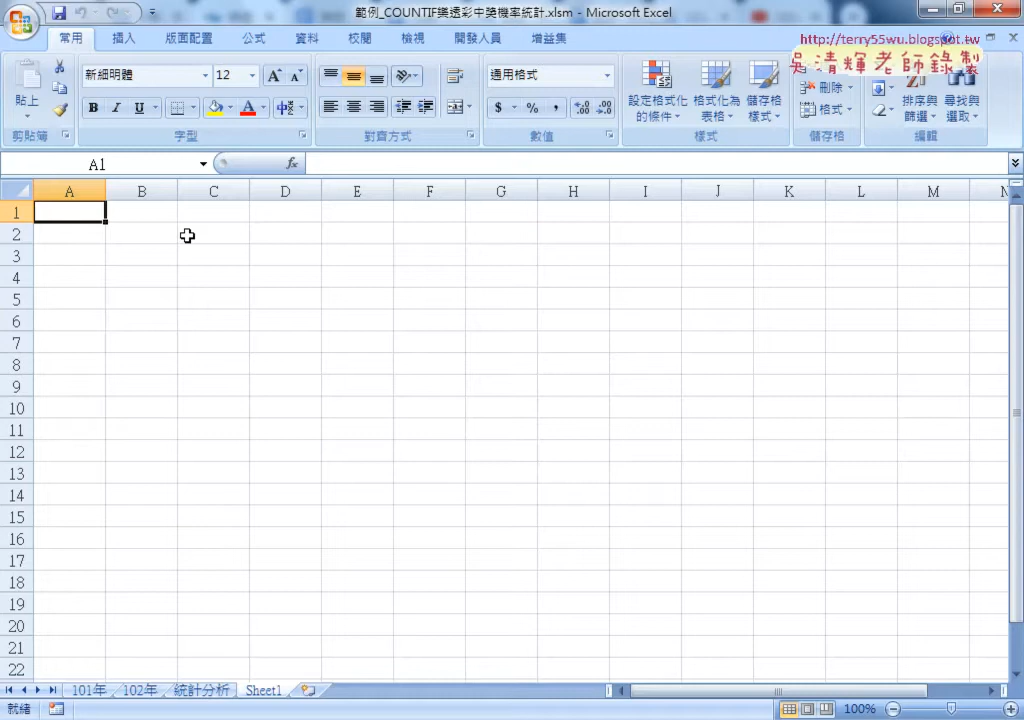 範例_COUNTIF樂透彩中獎機率統計.xlsm - Microsoft Excel
常用 插入 版面配置 公式 資料 校閱 檢視 開發人員 增益集
http://terry55wu.blogspot.tw
吳清輝老師錄製
貼上
新細明體 12
B I U
中
通用格式
$ % ,
設定格式化的條件
格式化為表格
儲存格樣式
刪除
格式
排序與篩選
尋找與選取
剪貼簿 字型 對齊方式 數值 樣式 儲存格 編輯
A1 fx
A B C D E F G H I J K L M N
1
2
3
4
5
6
7
8
9
10
11
12
13
14
15
16
17
18
19
20
21
22
101年 102年 統計分析 Sheet1
就緒 100%